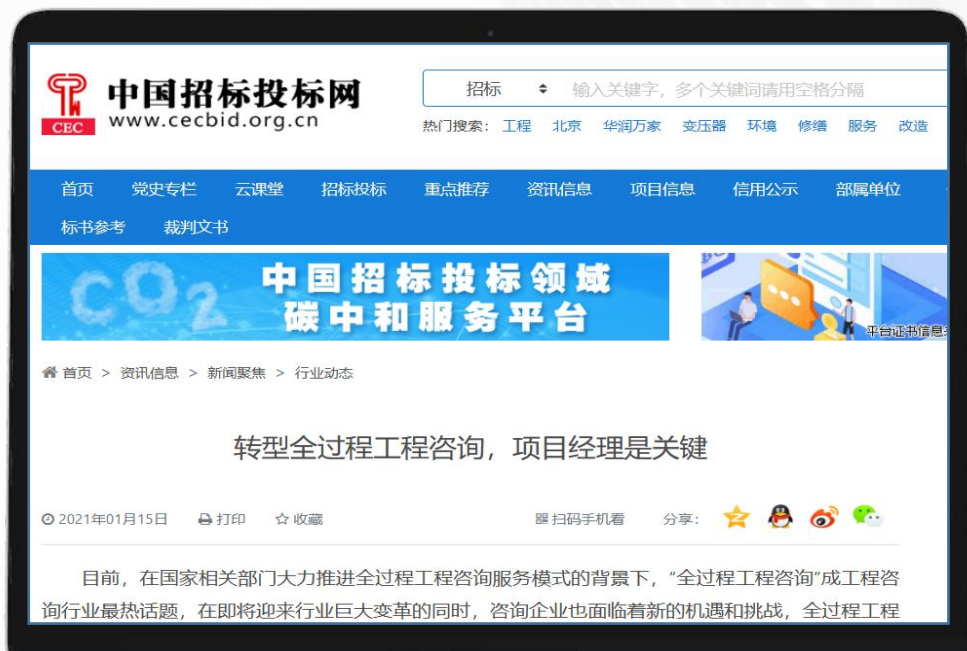 中国招标投标网
CEC
www.cecbid.org.cn
招标 输入关键字，多个关键词请用空格分隔
热门搜索： 工程 北京 华润万家 变压器 环境 修缮 服务 改造
首页 党史专栏 云课堂 招标投标 重点推荐 资讯信息 项目信息 信用公示 部属单位
标书参考 裁判文书
CO2
中国招标投标领域
碳中和服务平台
平台证书信息
首页 > 资讯信息 > 新闻聚焦 > 行业动态
转型全过程工程咨询，项目经理是关键
2021年01月15日 打印 收藏 扫码手机看 分享：
目前，在国家相关部门大力推进全过程工程咨询服务模式的背景下，“全过程工程咨询”成工程咨
询行业最热话题，在即将迎来行业巨大变革的同时，咨询企业也面临着新的机遇和挑战，全过程工程